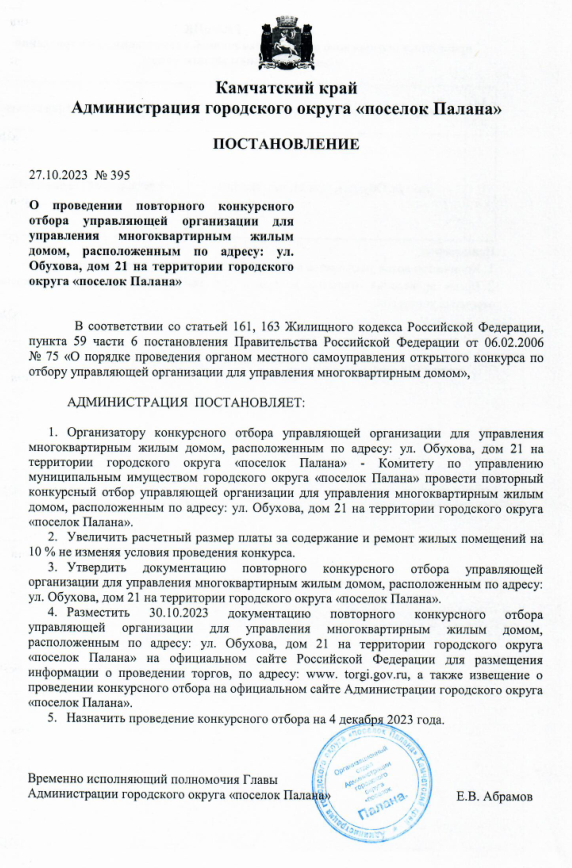 Камчатский край
Администрация городского округа «поселок Палана»
ПОСТАНОВЛЕНИЕ
27.10.2023 № 395
О проведении повторного конкурсного
отбора управляющей организации для
управления многоквартирным жилым
домом, расположенным по адресу: ул.
Обухова, дом 21 на территории городского
округа «поселок Палана»
В соответствии со статьей 161, 163 Жилищного кодекса Российской Федерации,
пункта 59 части 6 постановления Правительства Российской Федерации от 06.02.2006
№ 75 «О порядке проведения органом местного самоуправления открытого конкурса по
отбору управляющей организации для управления многоквартирным домом»,
АДМИНИСТРАЦИЯ ПОСТАНОВЛЯЕТ:
1. Организатору конкурсного отбора управляющей организации для управления
многоквартирным жилым домом, расположенным по адресу: ул. Обухова, дом 21 на
территории городского округа «поселок Палана» - Комитету по управлению
муниципальным имуществом городского округа «поселок Палана» провести повторный
конкурсный отбор управляющей организации для управления многоквартирным жилым
домом, расположенным по адресу: ул. Обухова, дом 21 на территории городского округа
«поселок Палана».
2. Увеличить расчетный размер платы за содержание и ремонт жилых помещений на
10 % не изменяя условия проведения конкурса.
3. Утвердить документацию повторного конкурсного отбора управляющей
организации для управления многоквартирным жилым домом, расположенным по адресу:
ул. Обухова, дом 21 на территории городского округа «поселок Палана».
4. Разместить 30.10.2023 документацию повторного конкурсного отбора
управляющей организации для управления многоквартирным жилым домом,
расположенным по адресу: ул. Обухова, дом 21 на территории городского округа
«поселок Палана» на официальном сайте Российской Федерации для размещения
информации о проведении торгов, по адресу: www. torgi.gov.ru, а также извещение о
проведении конкурсного отбора на официальном сайте Администрации городского округа
«поселок Палана».
5. Назначить проведение конкурсного отбора на 4 декабря 2023 года.
Временно исполняющий полномочия Главы
Администрации городского округа «поселок Палана»
Е.В. Абрамов
Организационный
отдел
Администрации
городского
округа
«поселок
Палана»